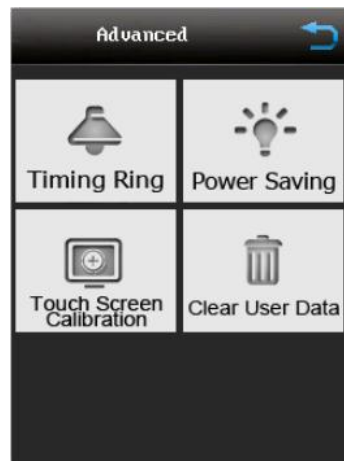 Advanced
Timing Ring
Power Saving
Touch Screen
Calibration
Clear User Data